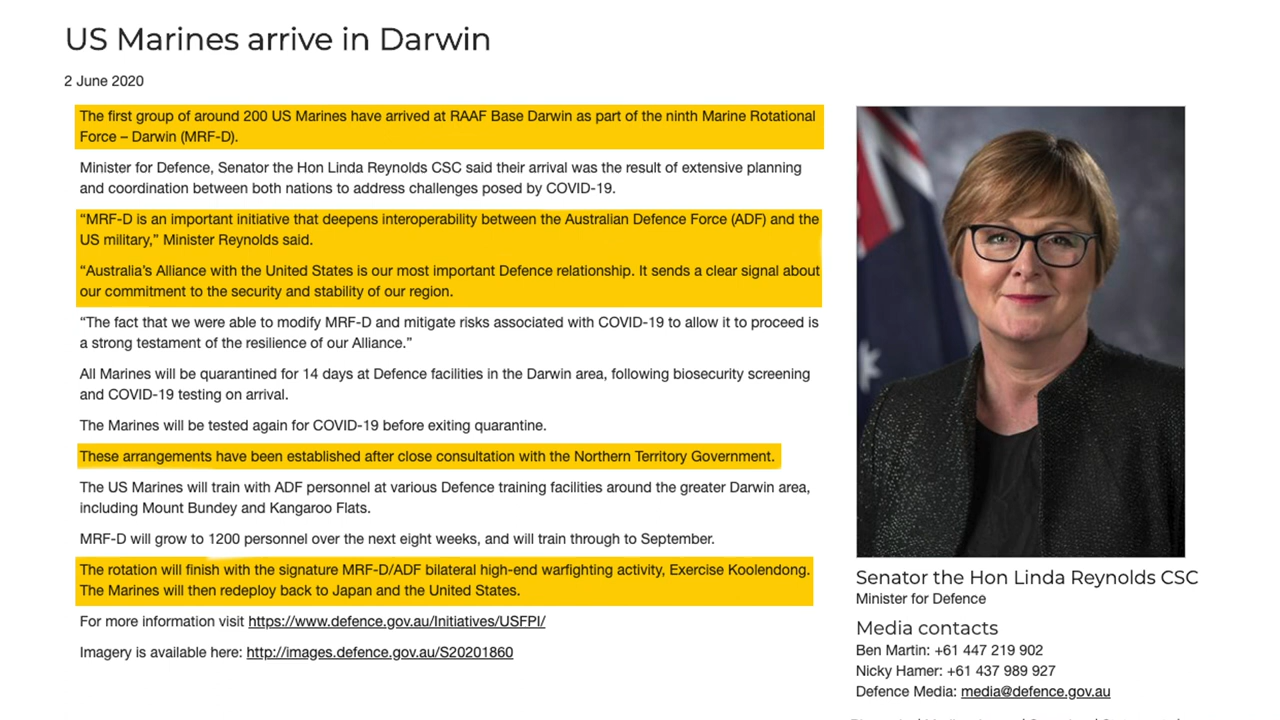 US Marines arrive in Darwin
2 June 2020
The first group of around 200 US Marines have arrived at RAAF Base Darwin as part of the ninth Marine Rotational
Force – Darwin (MRF-D).
Minister for Defence, Senator the Hon Linda Reynolds CSC said their arrival was the result of extensive planning
and coordination between both nations to address challenges posed by COVID-19.
“MRF-D is an important initiative that deepens interoperability between the Australian Defence Force (ADF) and the
US military,” Minister Reynolds said.
“Australia’s Alliance with the United States is our most important Defence relationship. It sends a clear signal about
our commitment to the security and stability of our region.
“The fact that we were able to modify MRF-D and mitigate risks associated with COVID-19 to allow it to proceed is
a strong testament of the resilience of our Alliance.”
All Marines will be quarantined for 14 days at Defence facilities in the Darwin area, following biosecurity screening
and COVID-19 testing on arrival.
The Marines will be tested again for COVID-19 before exiting quarantine.
These arrangements have been established after close consultation with the Northern Territory Government.
The US Marines will train with ADF personnel at various Defence training facilities around the greater Darwin area,
including Mount Bundey and Kangaroo Flats.
MRF-D will grow to 1200 personnel over the next eight weeks, and will train through to September.
The rotation will finish with the signature MRF-D/ADF bilateral high-end warfighting activity, Exercise Koolendong.
The Marines will then redeploy back to Japan and the United States.
For more information visit https://www.defence.gov.au/Initiatives/USFPI/
Imagery is available here: http://images.defence.gov.au/S20201860
Senator the Hon Linda Reynolds CSC
Minister for Defence
Media contacts
Ben Martin: +61 447 219 902
Nicky Hamer: +61 437 989 927
Defence Media: media@defence.gov.au